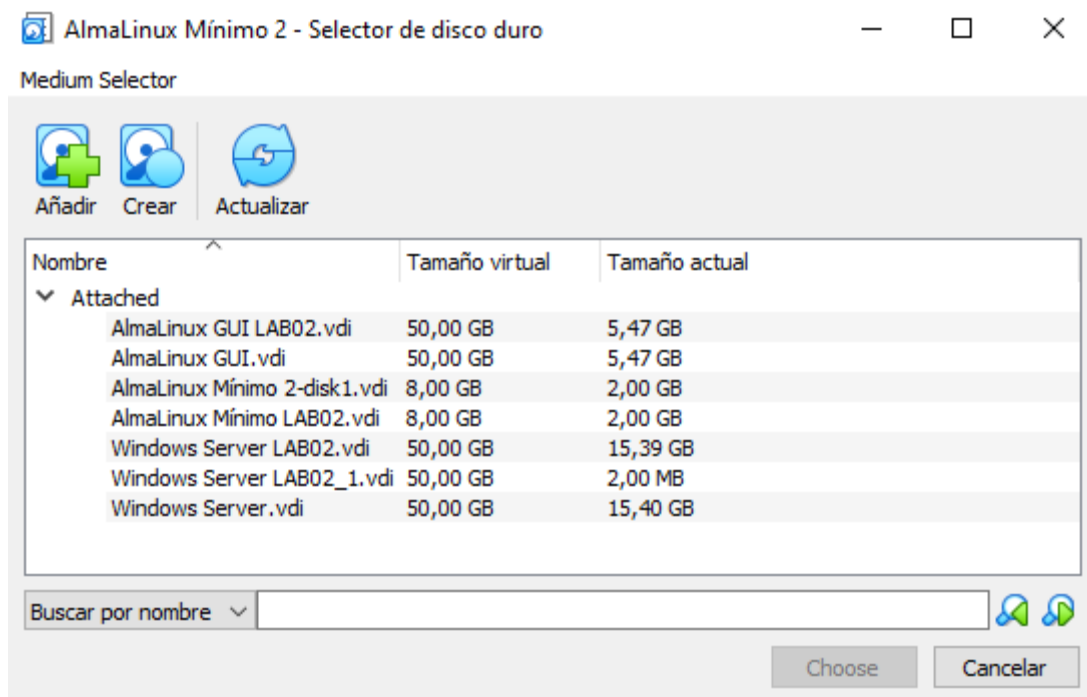 AlmaLinux Mínimo 2 - Selector de disco duro
Medium Selector
Añadir Crear Actualizar
Nombre Tamaño virtual Tamaño actual
Attached
AlmaLinux GUI LAB02.vdi 50,00 GB 5,47 GB
AlmaLinux GUI.vdi 50,00 GB 5,47 GB
AlmaLinux Mínimo 2-disk1.vdi 8,00 GB 2,00 GB
AlmaLinux Mínimo LAB02.vdi 8,00 GB 2,00 GB
Windows Server LAB02.vdi 50,00 GB 15,39 GB
Windows Server LAB02_1.vdi 50,00 GB 2,00 MB
Windows Server.vdi 50,00 GB 15,40 GB
Buscar por nombre
Choose Cancelar